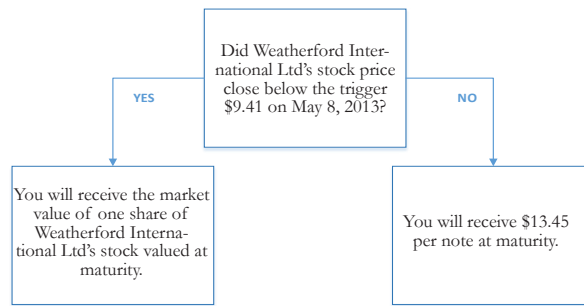 Did Weatherford Inter-
national Ltd's stock price
close below the trigger
$9.41 on May 8, 2013?
YES
NO
You will receive the market
value of one share of
Weatherford Interna-
tional Ltd's stock valued at
maturity.
You will receive $13.45
per note at maturity.